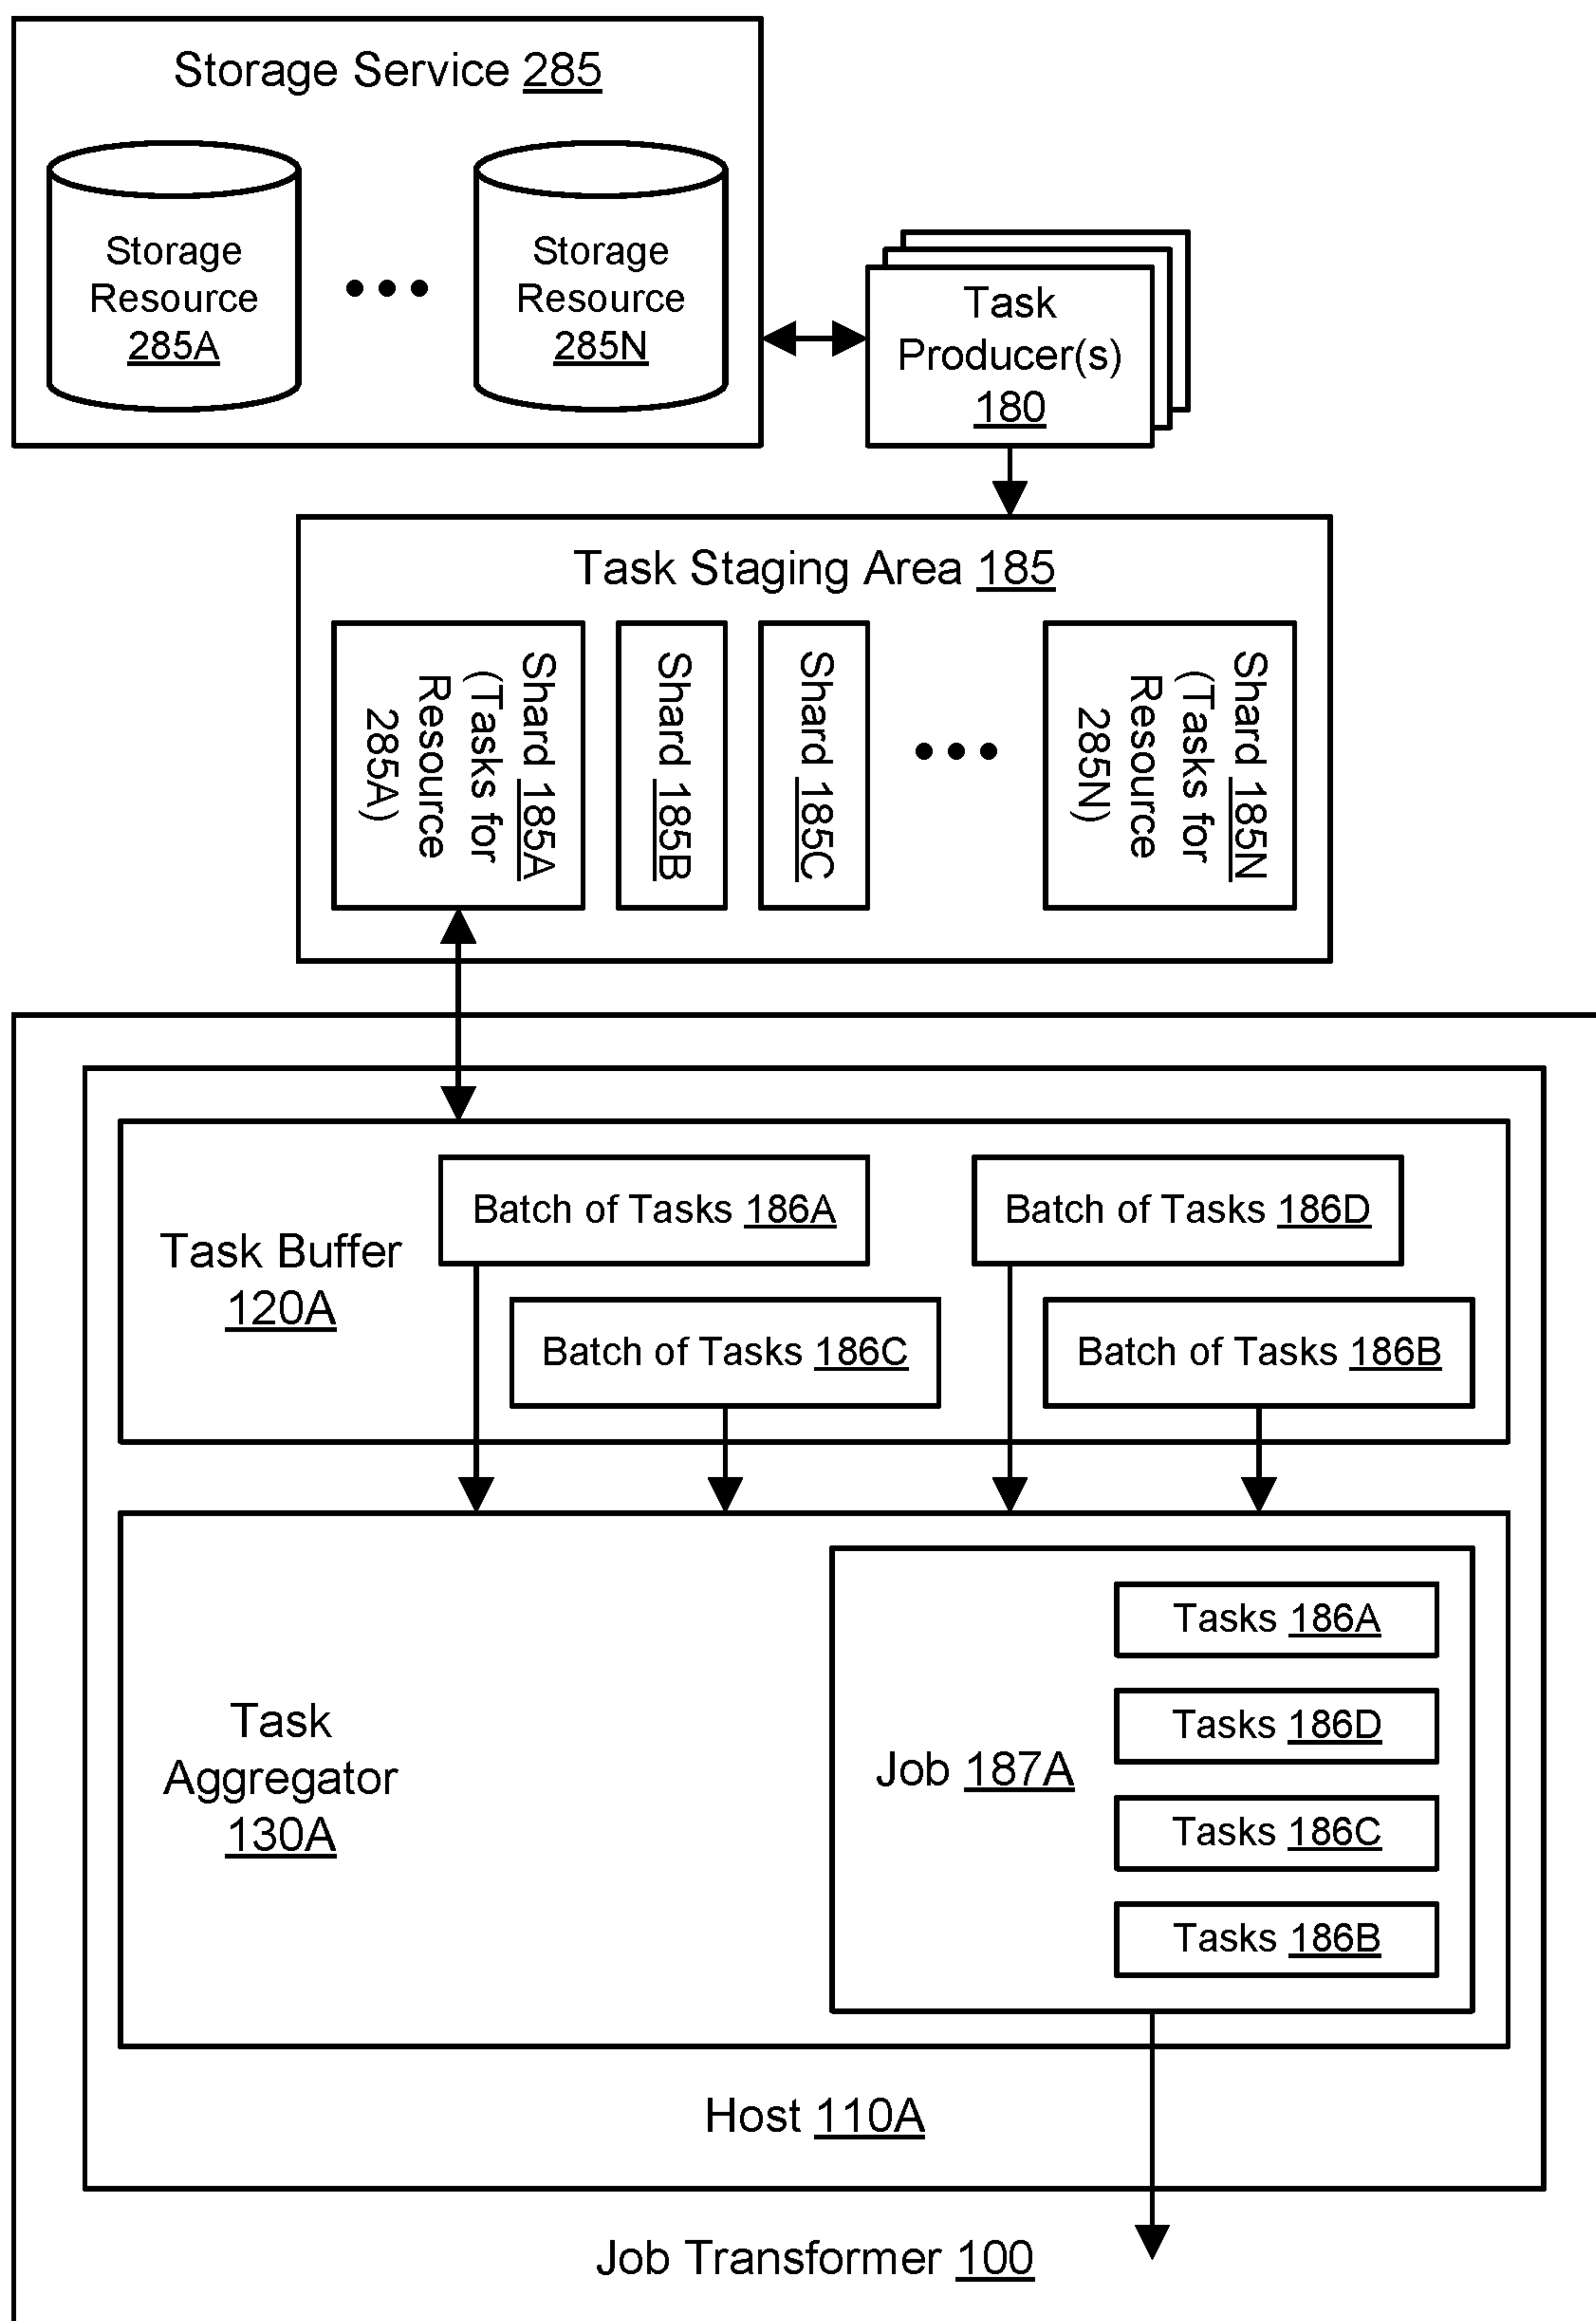 Storage Service 285
Storage
Resource
285A
Storage
Resource
285N
Task
Producer(s)
180
Task Staging Area 185
Shard 185A
(Tasks for
Resource
285A)
Shard 185B
Shard 185C
Shard 185N
(Tasks for
Resource
285N)
Task Buffer
120A
Batch of Tasks 186A
Batch of Tasks 186D
Batch of Tasks 186C
Batch of Tasks 186B
Task
Aggregator
130A
Job 187A
Tasks 186A
Tasks 186D
Tasks 186C
Tasks 186B
Host 110A
Job Transformer 100